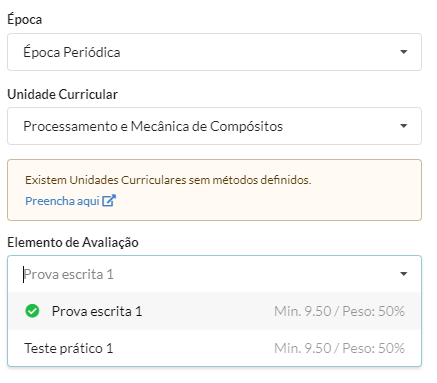 Época
Época Periódica
Unidade Curricular
Processamento e Mecânica de Compósitos
Existem Unidades Curriculares sem métodos definidos.
Preencha aqui
Elemento de Avaliação
Prova escrita 1
Prova escrita 1 Min. 9.50 / Peso: 50%
Teste prático 1 Min. 9.50 / Peso: 50%